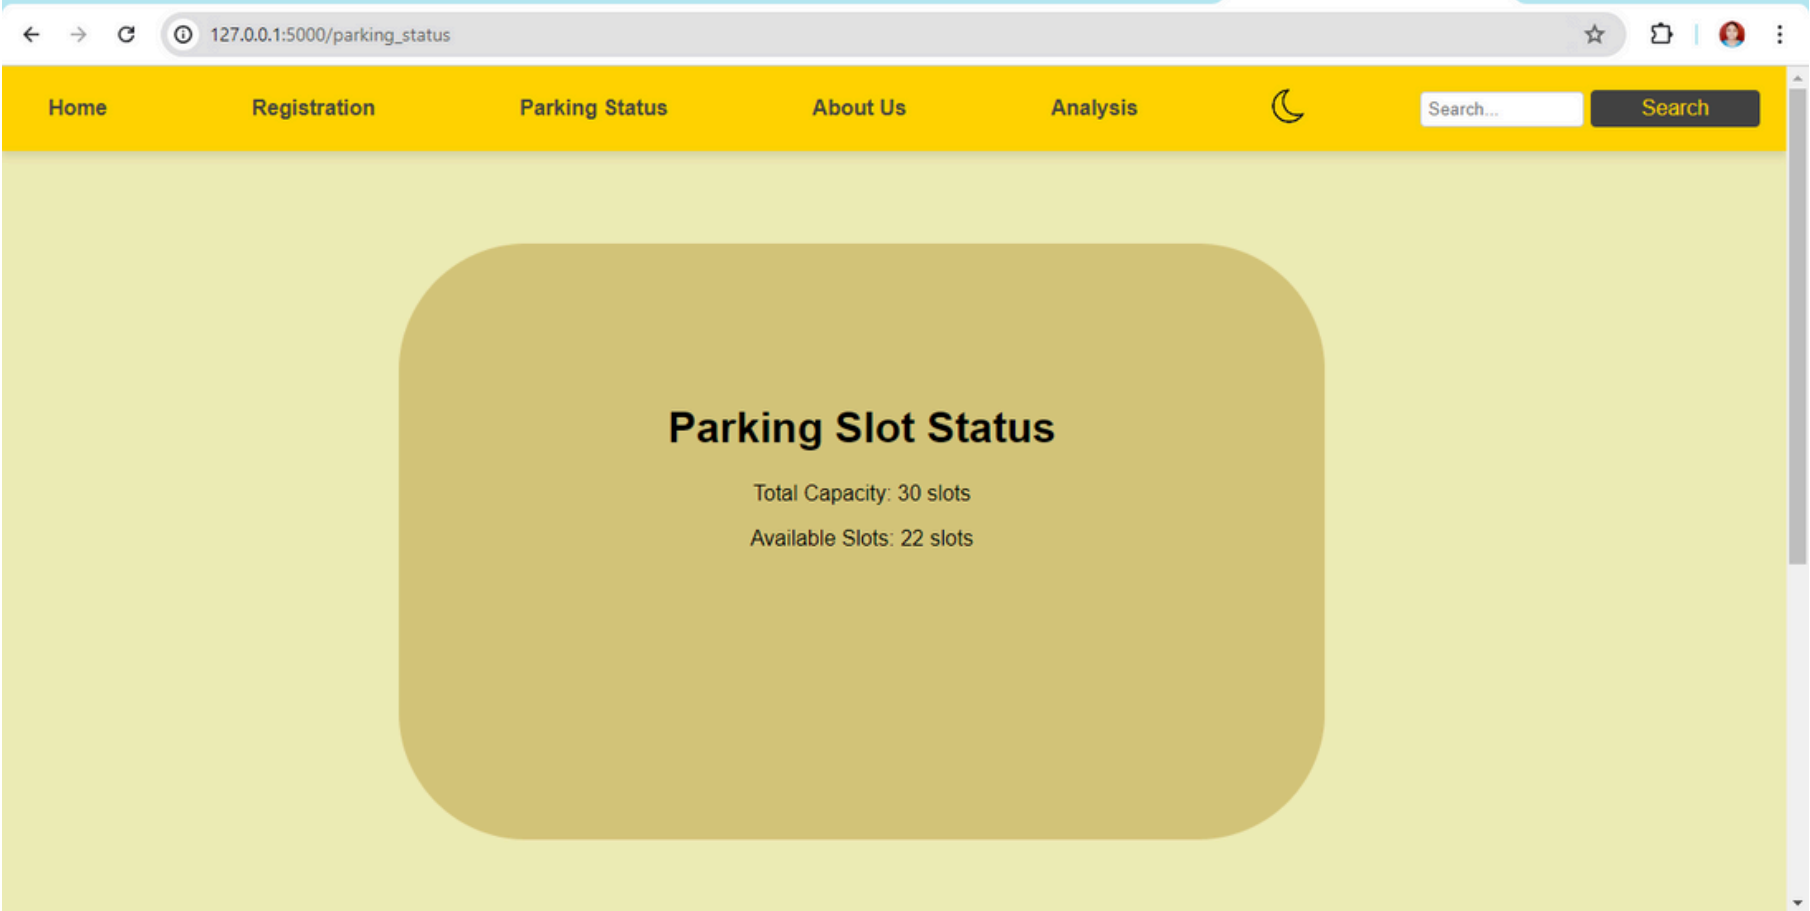 127.0.0.1:5000/parking_status
Home Registration Parking Status About Us Analysis Search... Search
Parking Slot Status
Total Capacity: 30 slots
Available Slots: 22 slots